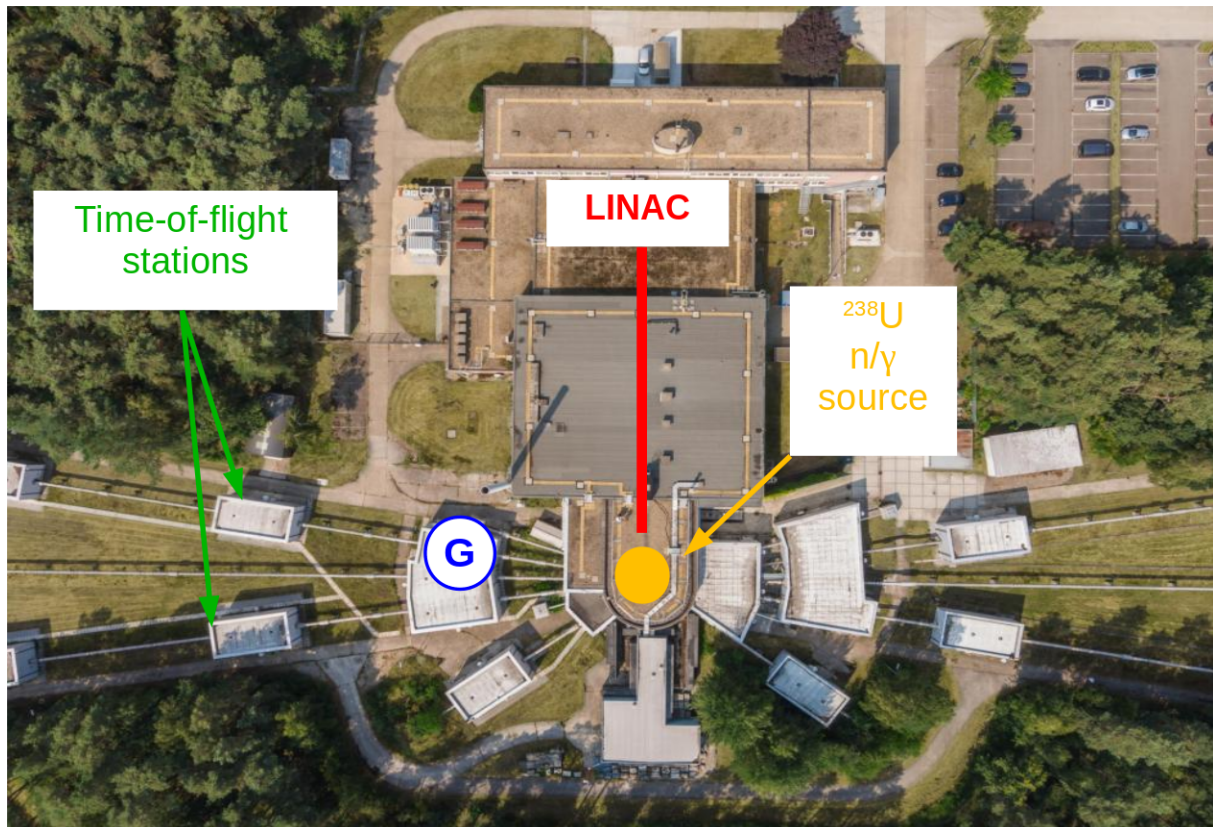 LINAC
Time-of-flight
stations
²³⁸U
n/γ
source
G